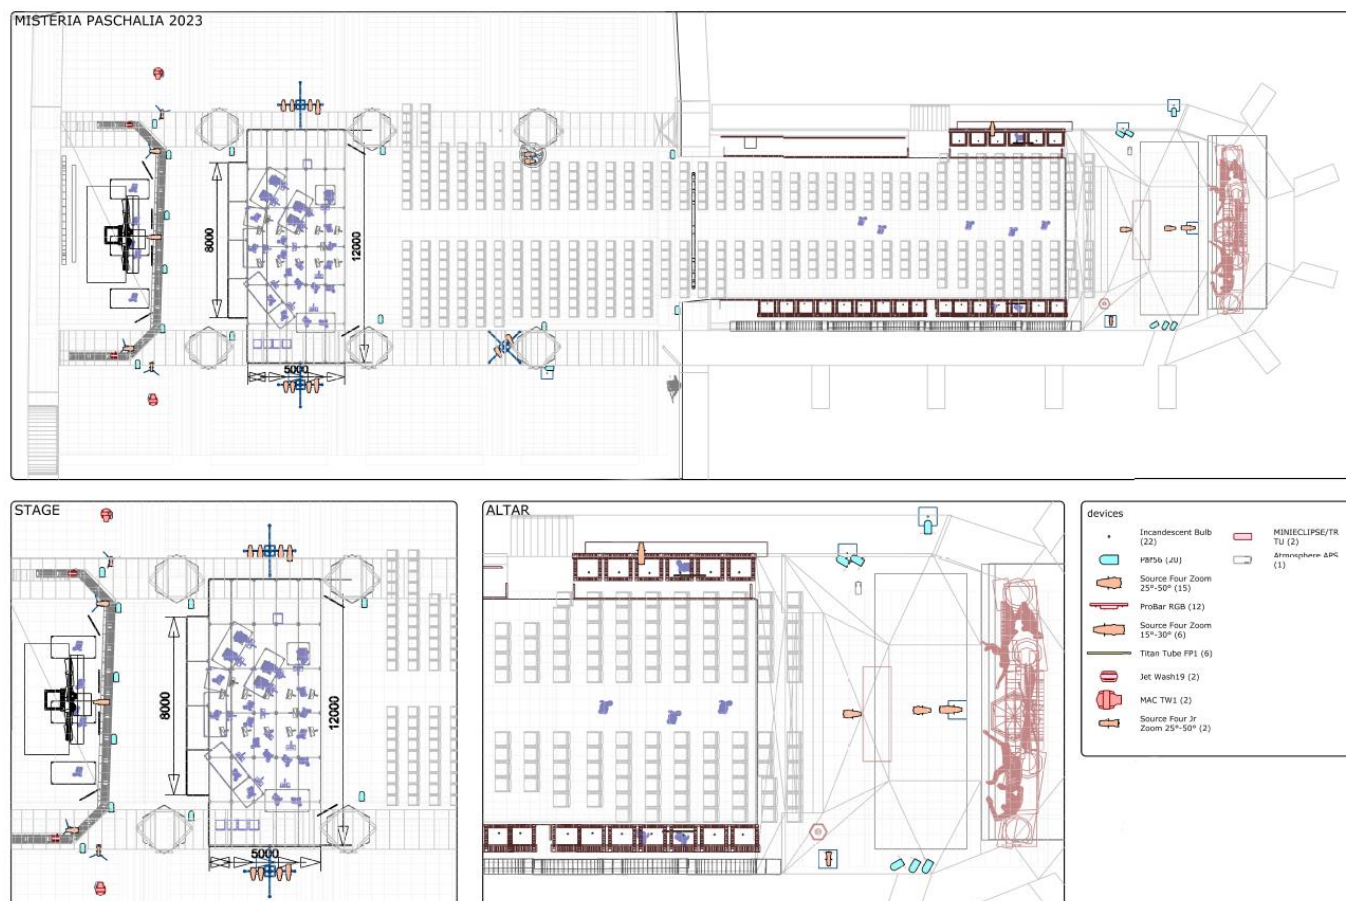 MISTERIA PASCHALIA 2023
8000
12000
5000
STAGE
8000
12000
5000
ALTAR
devices
Incandescent Bulb
(22)
Par56 (20)
Source Four Zoom
25°-50° (15)
ProBar RGB (12)
Source Four Zoom
15°-30° (6)
Titan Tube FP1 (6)
Jet Wash19 (2)
MAC TW1 (2)
Source Four Jr
Zoom 25°-50° (2)
MINIECLIPSE/TR
TU (2)
Atmosphere APS
(1)